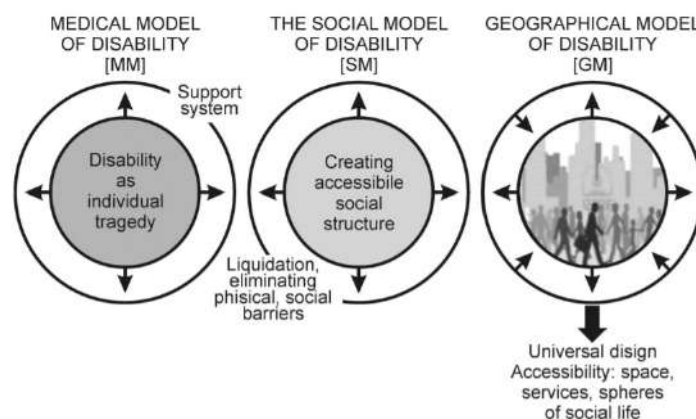 MEDICAL MODEL
OF DISABILITY
[MM]
Support
system
Disability
as
individual
tragedy
THE SOCIAL MODEL
OF DISABILITY
[SM]
Creating
accessibile
social
structure
Liquidation,
eliminating
phisical, social
barriers
GEOGRAPHICAL MODEL
OF DISABILITY
[GM]
Universal disign
Accessibility: space,
services, spheres
of social life